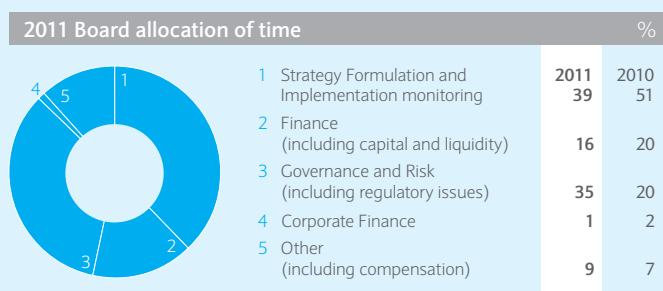 2011 Board allocation of time %
1
2
3
4
5
2011 2010
1 Strategy Formulation and
Implementation monitoring 39 51
2 Finance
(including capital and liquidity) 16 20
3 Governance and Risk
(including regulatory issues) 35 20
4 Corporate Finance 1 2
5 Other
(including compensation) 9 7